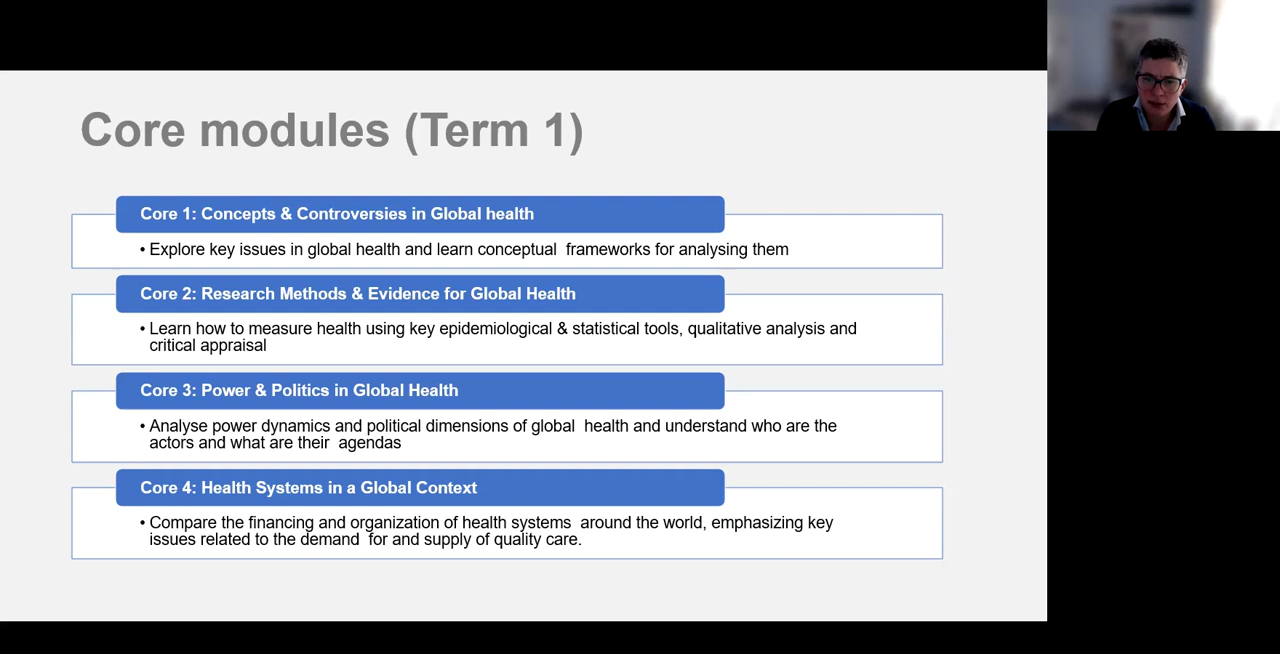 Core modules (Term 1)
Core 1: Concepts & Controversies in Global health
• Explore key issues in global health and learn conceptual  frameworks for analysing them
Core 2: Research Methods & Evidence for Global Health
• Learn how to measure health using key epidemiological & statistical tools, qualitative analysis and
critical appraisal
Core 3: Power & Politics in Global Health
• Analyse power dynamics and political dimensions of global  health and understand who are the
actors and what are their  agendas
Core 4: Health Systems in a Global Context
• Compare the financing and organization of health systems  around the world, emphasizing key
issues related to the demand  for and supply of quality care.